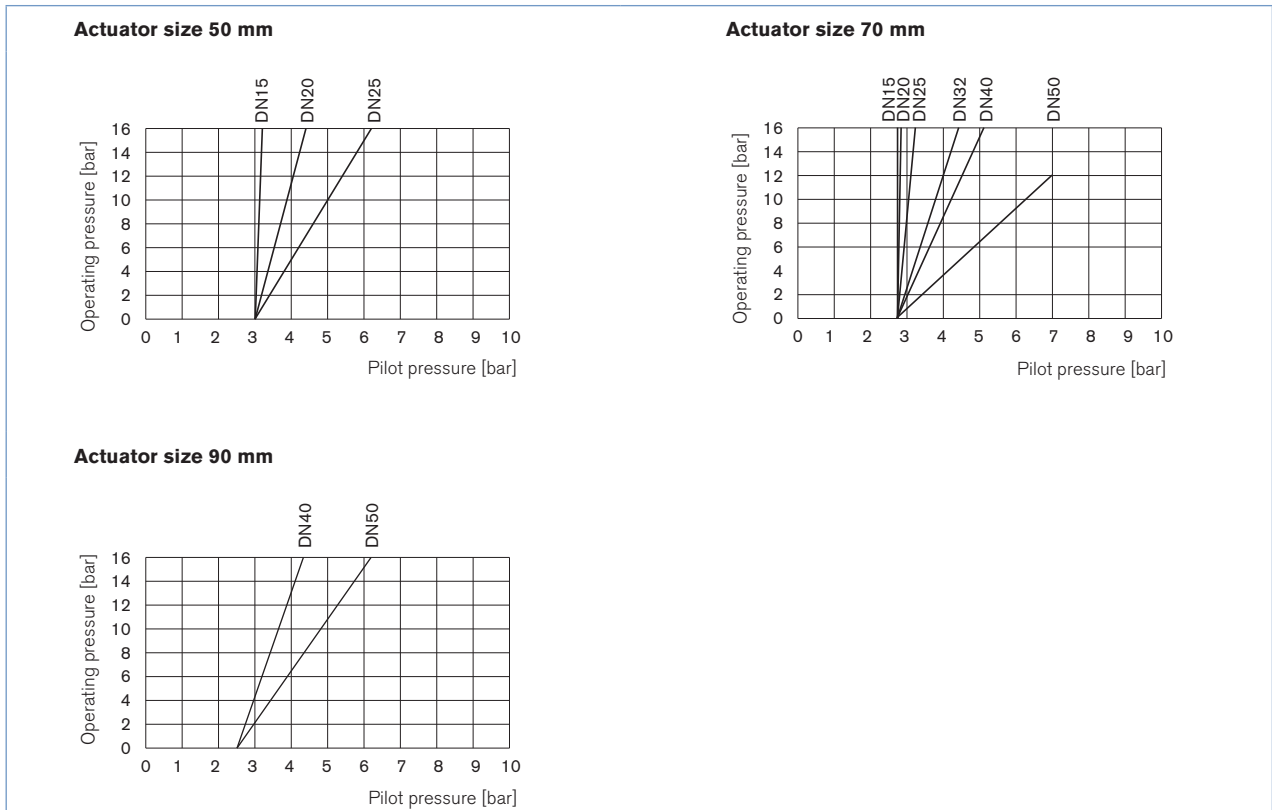 Actuator size 50 mm
DN15
DN20
DN25
Operating pressure [bar]
16
14
12
10
8
6
4
2
0
0 1 2 3 4 5 6 7 8 9 10
Pilot pressure [bar]
Actuator size 70 mm
DN15
DN20
DN25
DN32
DN40
DN50
Operating pressure [bar]
16
14
12
10
8
6
4
2
0
0 1 2 3 4 5 6 7 8 9 10
Pilot pressure [bar]
Actuator size 90 mm
DN40
DN50
Operating pressure [bar]
16
14
12
10
8
6
4
2
0
0 1 2 3 4 5 6 7 8 9 10
Pilot pressure [bar]